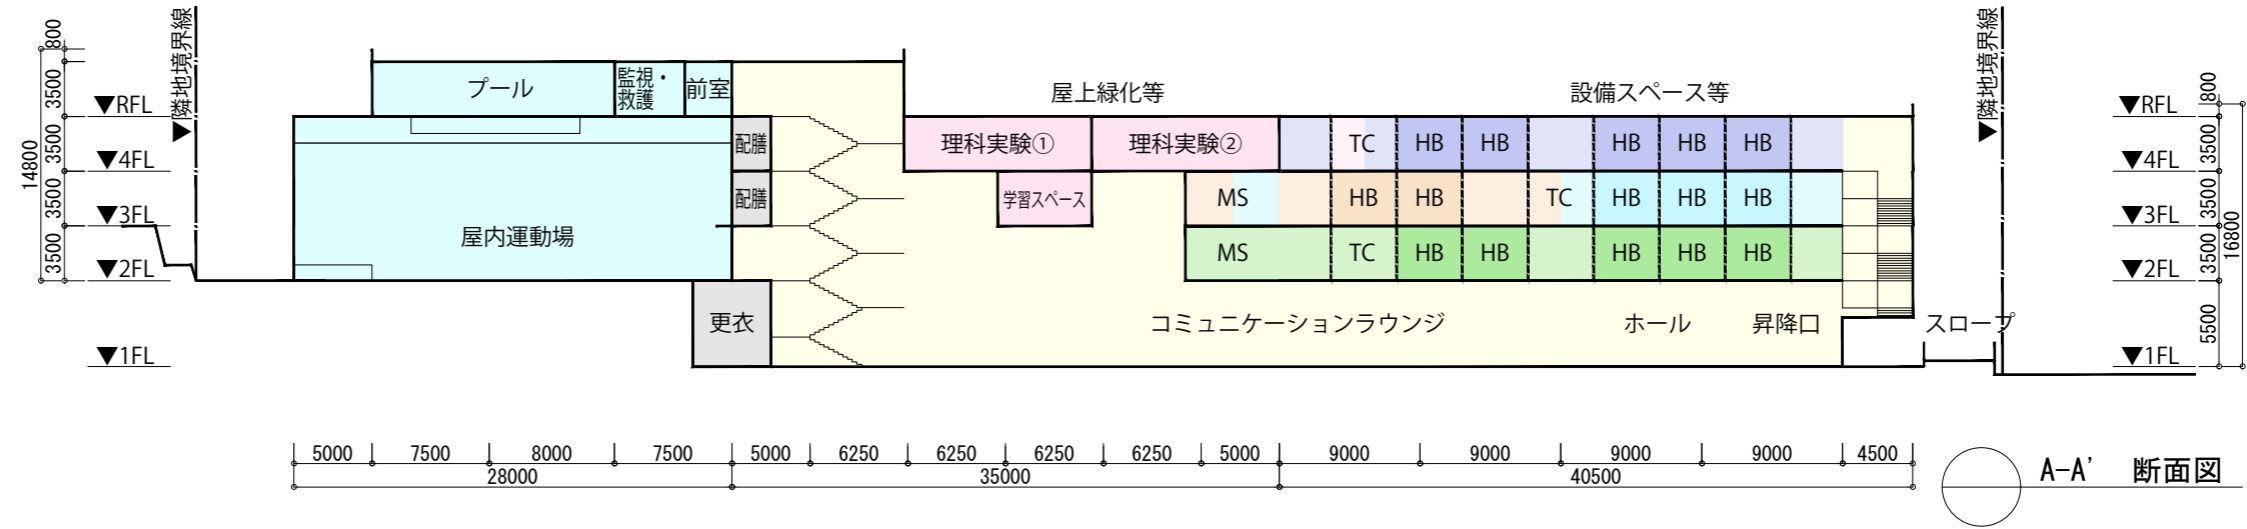 ▼隣地境界線
▼隣地境界線
800
3500
3500
3500
3500
14800
▼RFL
▼4FL
▼3FL
▼2FL
▼1FL
プール
監視・
救護
前室
屋上緑化等
設備スペース等
配膳
理科実験①
理科実験②
TC
HB
HB
HB
HB
HB
配膳
学習スペース
MS
HB
HB
TC
HB
HB
HB
屋内運動場
MS
TC
HB
HB
HB
HB
HB
更衣
コミュニケーションラウンジ
ホール
昇降口
スロープ
▼RFL
▼4FL
▼3FL
▼2FL
▼1FL
800
3500
3500
3500
5500
16800
5000 7500 8000 7500 5000 6250 6250 6250 6250 5000 9000 9000 9000 9000 4500
28000 35000 40500
A-A' 断面図